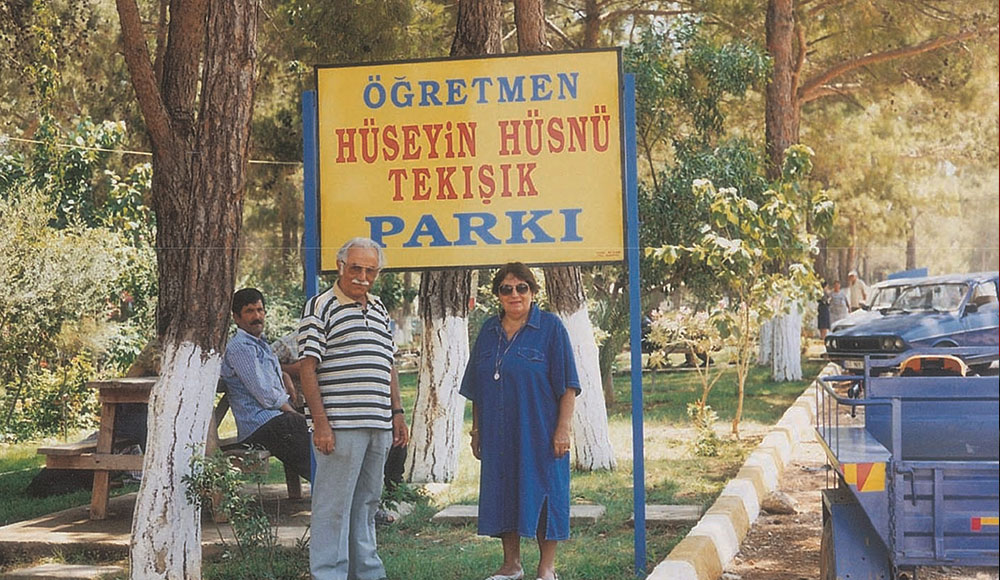 ÖĞRETMEN
HÜSEYİN HÜSNÜ
TEKIŞIK
PARKI